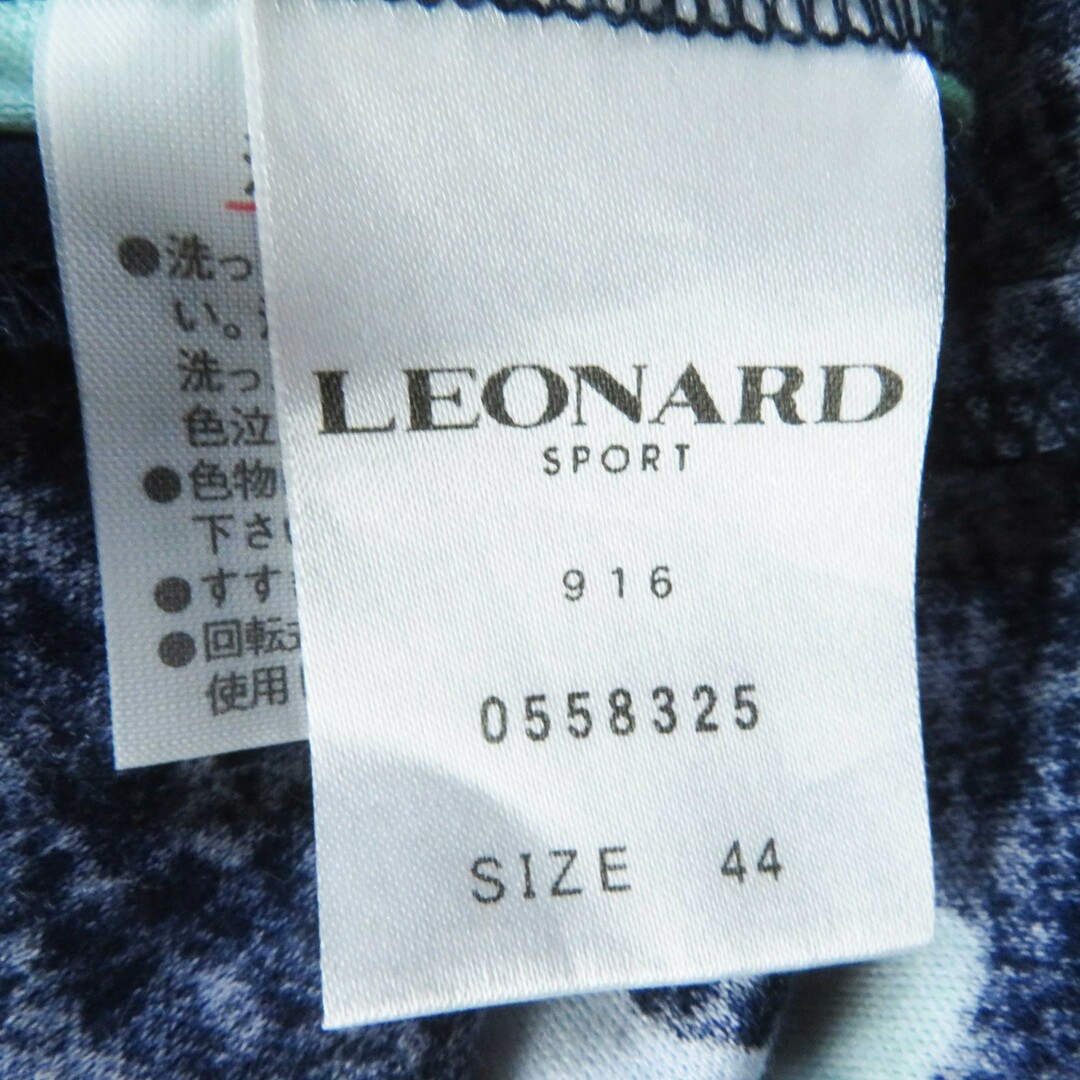 ●洗っ
い。
洗っ
色泣
●色物
下さい
●すす
●回転
使用
LEONARD
SPORT
916
0558325
SIZE 44